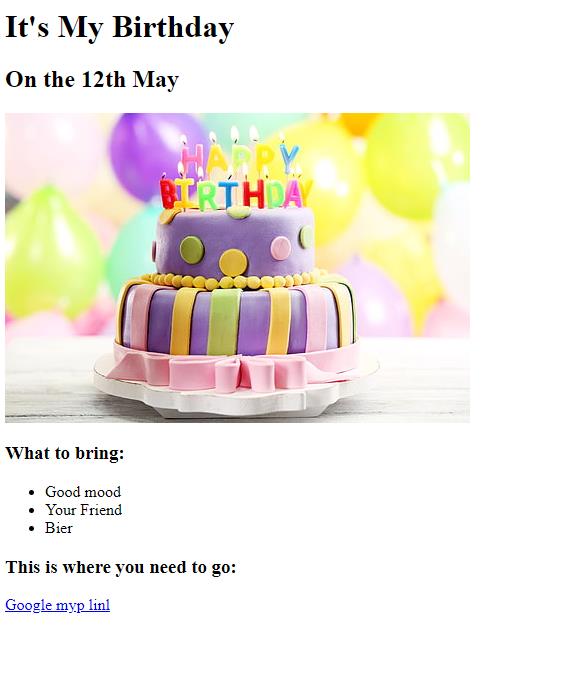 It's My Birthday
On the 12th May
HAPPY
BIRTHDAY
What to bring:
Good mood
Your Friend
Bier
This is where you need to go:
Google myp linl